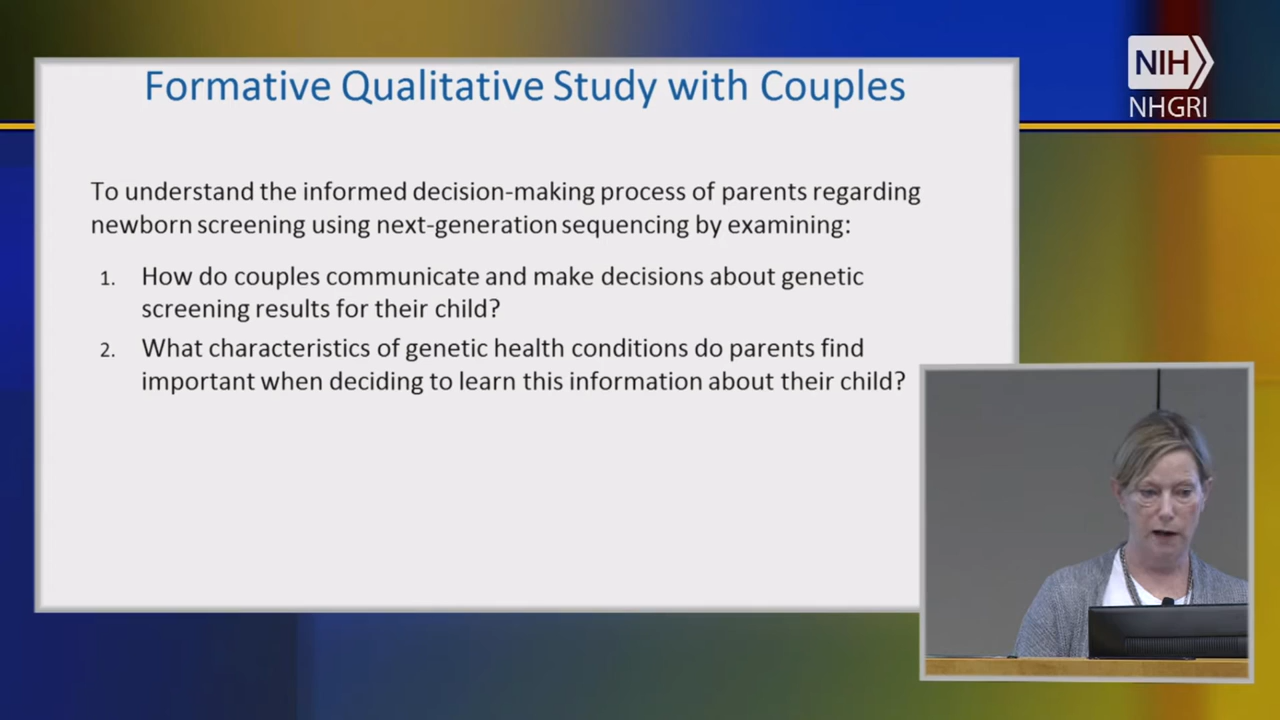 NIH
NHGRI
Formative Qualitative Study with Couples
To understand the informed decision-making process of parents regarding
newborn screening using next-generation sequencing by examining:
1. How do couples communicate and make decisions about genetic
screening results for their child?
2. What characteristics of genetic health conditions do parents find
important when deciding to learn this information about their child?